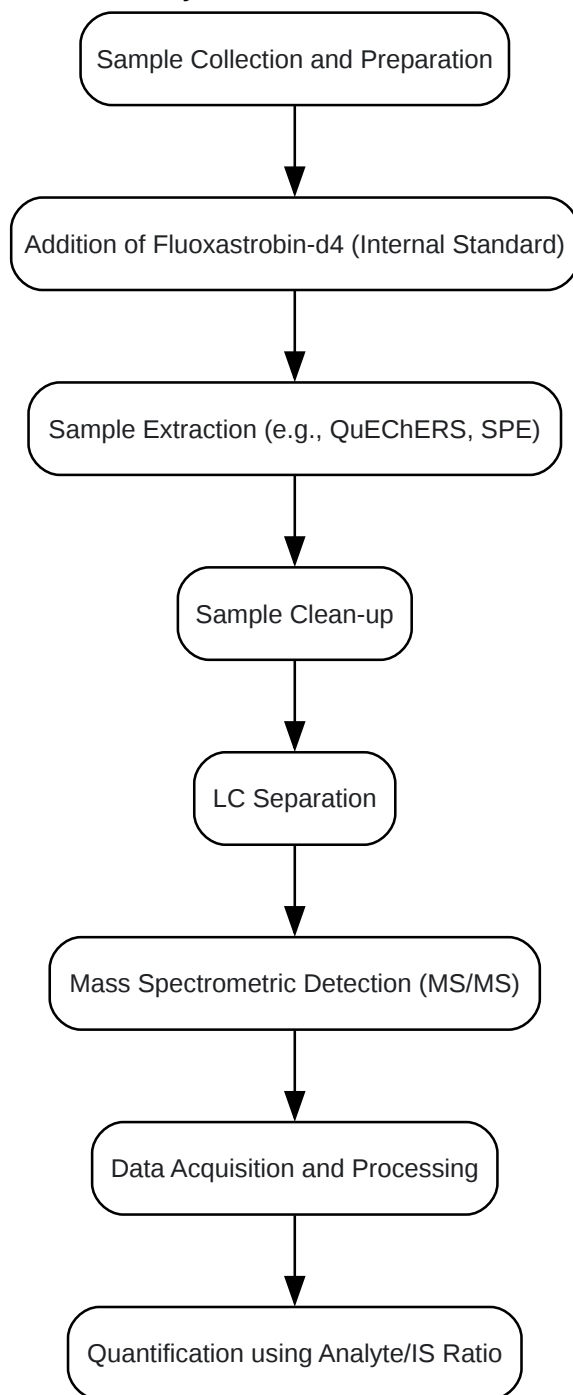 Sample Collection and Preparation
Addition of Fluoxastrobin-d4 (Internal Standard)
Sample Extraction (e.g., QuEChERS, SPE)
Sample Clean-up
LC Separation
Mass Spectrometric Detection (MS/MS)
Data Acquisition and Processing
Quantification using Analyte/IS Ratio